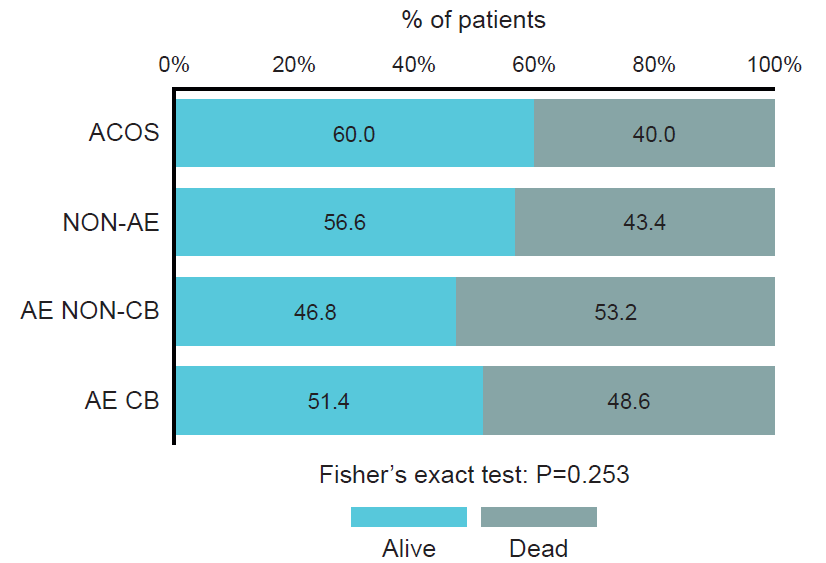 % of patients
0% 20% 40% 60% 80% 100%
ACOS 60.0 40.0
NON-AE 56.6 43.4
AE NON-CB 46.8 53.2
AE CB 51.4 48.6
Fisher’s exact test: P=0.253
Alive Dead